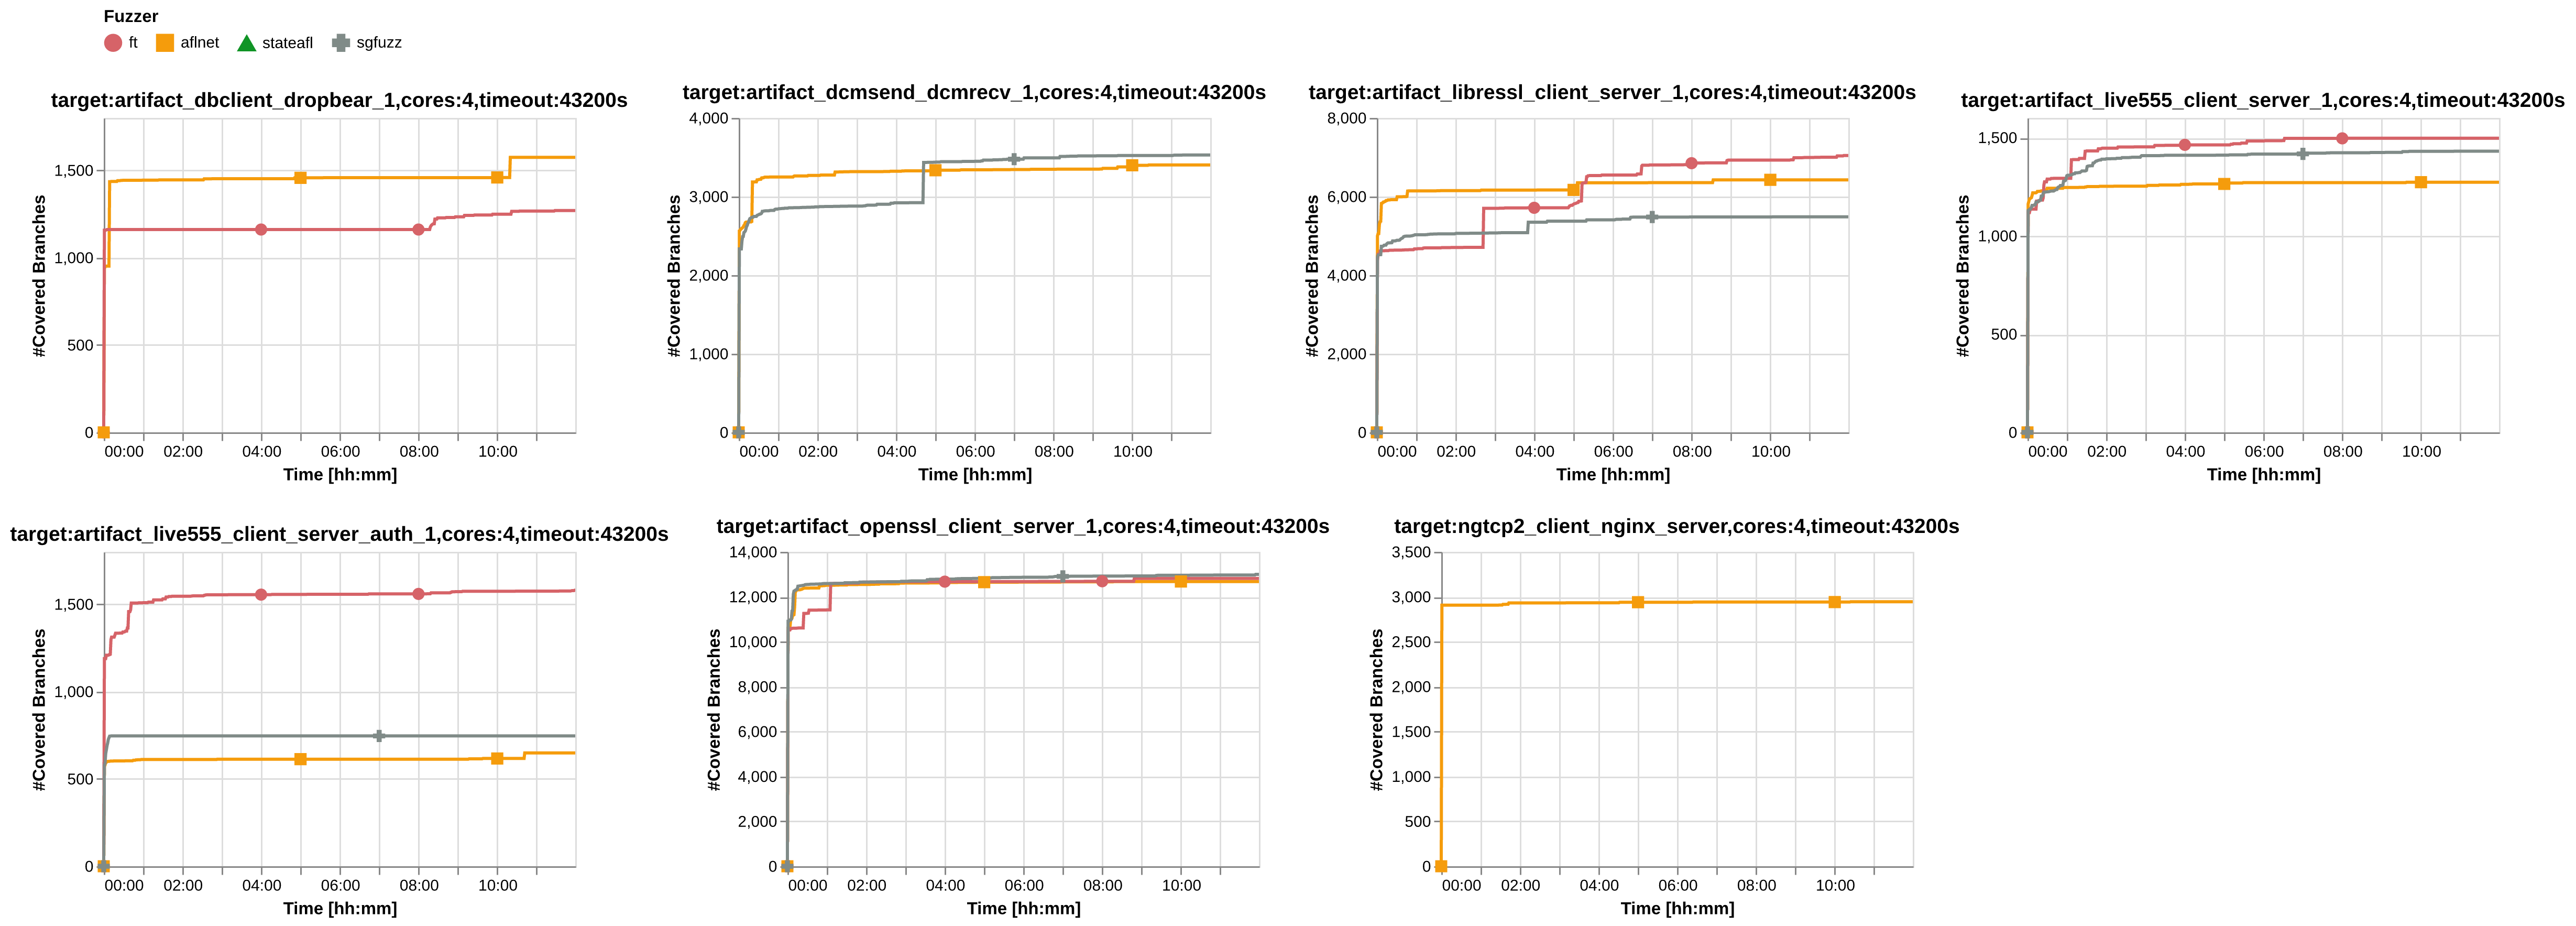 Fuzzer
ft aflnet stateafl sgfuzz
target:artifact_dbclient_dropbear_1,cores:4,timeout:43200s
#Covered Branches
1,500
1,000
500
0
00:00 02:00 04:00 06:00 08:00 10:00
Time [hh:mm]
target:artifact_dcmsend_dcmrecv_1,cores:4,timeout:43200s
#Covered Branches
4,000
3,000
2,000
1,000
0
00:00 02:00 04:00 06:00 08:00 10:00
Time [hh:mm]
target:artifact_libressl_client_server_1,cores:4,timeout:43200s
#Covered Branches
8,000
6,000
4,000
2,000
0
00:00 02:00 04:00 06:00 08:00 10:00
Time [hh:mm]
target:artifact_live555_client_server_1,cores:4,timeout:43200s
#Covered Branches
1,500
1,000
500
0
00:00 02:00 04:00 06:00 08:00 10:00
Time [hh:mm]
target:artifact_live555_client_server_auth_1,cores:4,timeout:43200s
#Covered Branches
1,500
1,000
500
0
00:00 02:00 04:00 06:00 08:00 10:00
Time [hh:mm]
target:artifact_openssl_client_server_1,cores:4,timeout:43200s
#Covered Branches
14,000
12,000
10,000
8,000
6,000
4,000
2,000
0
00:00 02:00 04:00 06:00 08:00 10:00
Time [hh:mm]
target:ngtcp2_client_nginx_server,cores:4,timeout:43200s
#Covered Branches
3,500
3,000
2,500
2,000
1,500
1,000
500
0
00:00 02:00 04:00 06:00 08:00 10:00
Time [hh:mm]